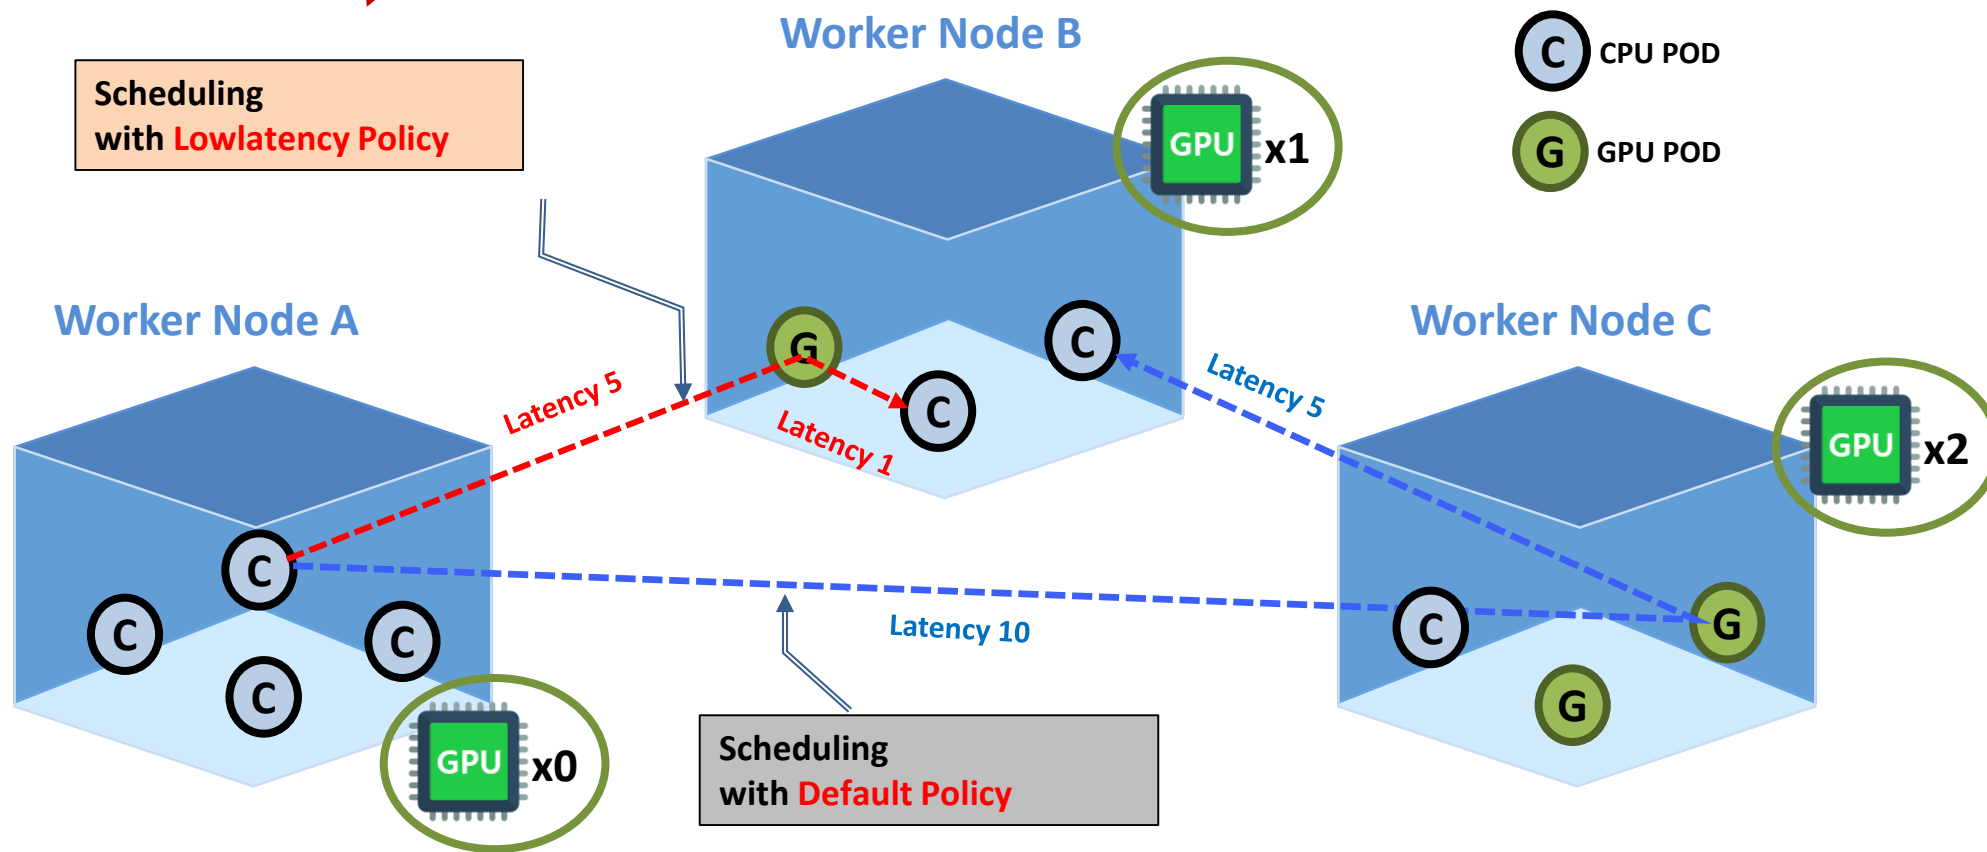 Worker Node B
C CPU POD
Scheduling
with Lowlatency Policy
GPU x1
G GPU POD
Worker Node A
Worker Node C
G
C
C
Latency 5
Latency 1
Latency 5
GPU x2
C
C
C
C
Latency 10
C
G
G
GPU x0
Scheduling
with Default Policy